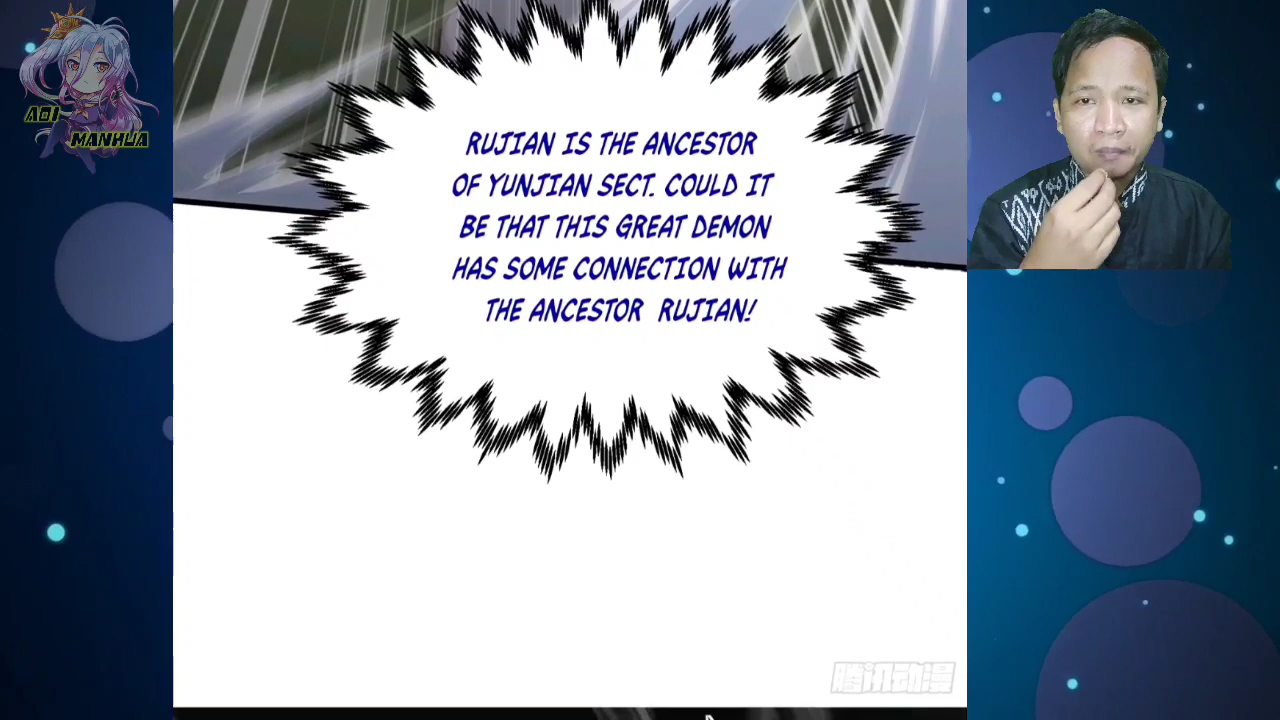 AOI
MANHUA
RUJIAN IS THE ANCESTOR
OF YUNJIAN SECT. COULD IT
BE THAT THIS GREAT DEMON
HAS SOME CONNECTION WITH
THE ANCESTOR RUJIAN!
腾讯动漫